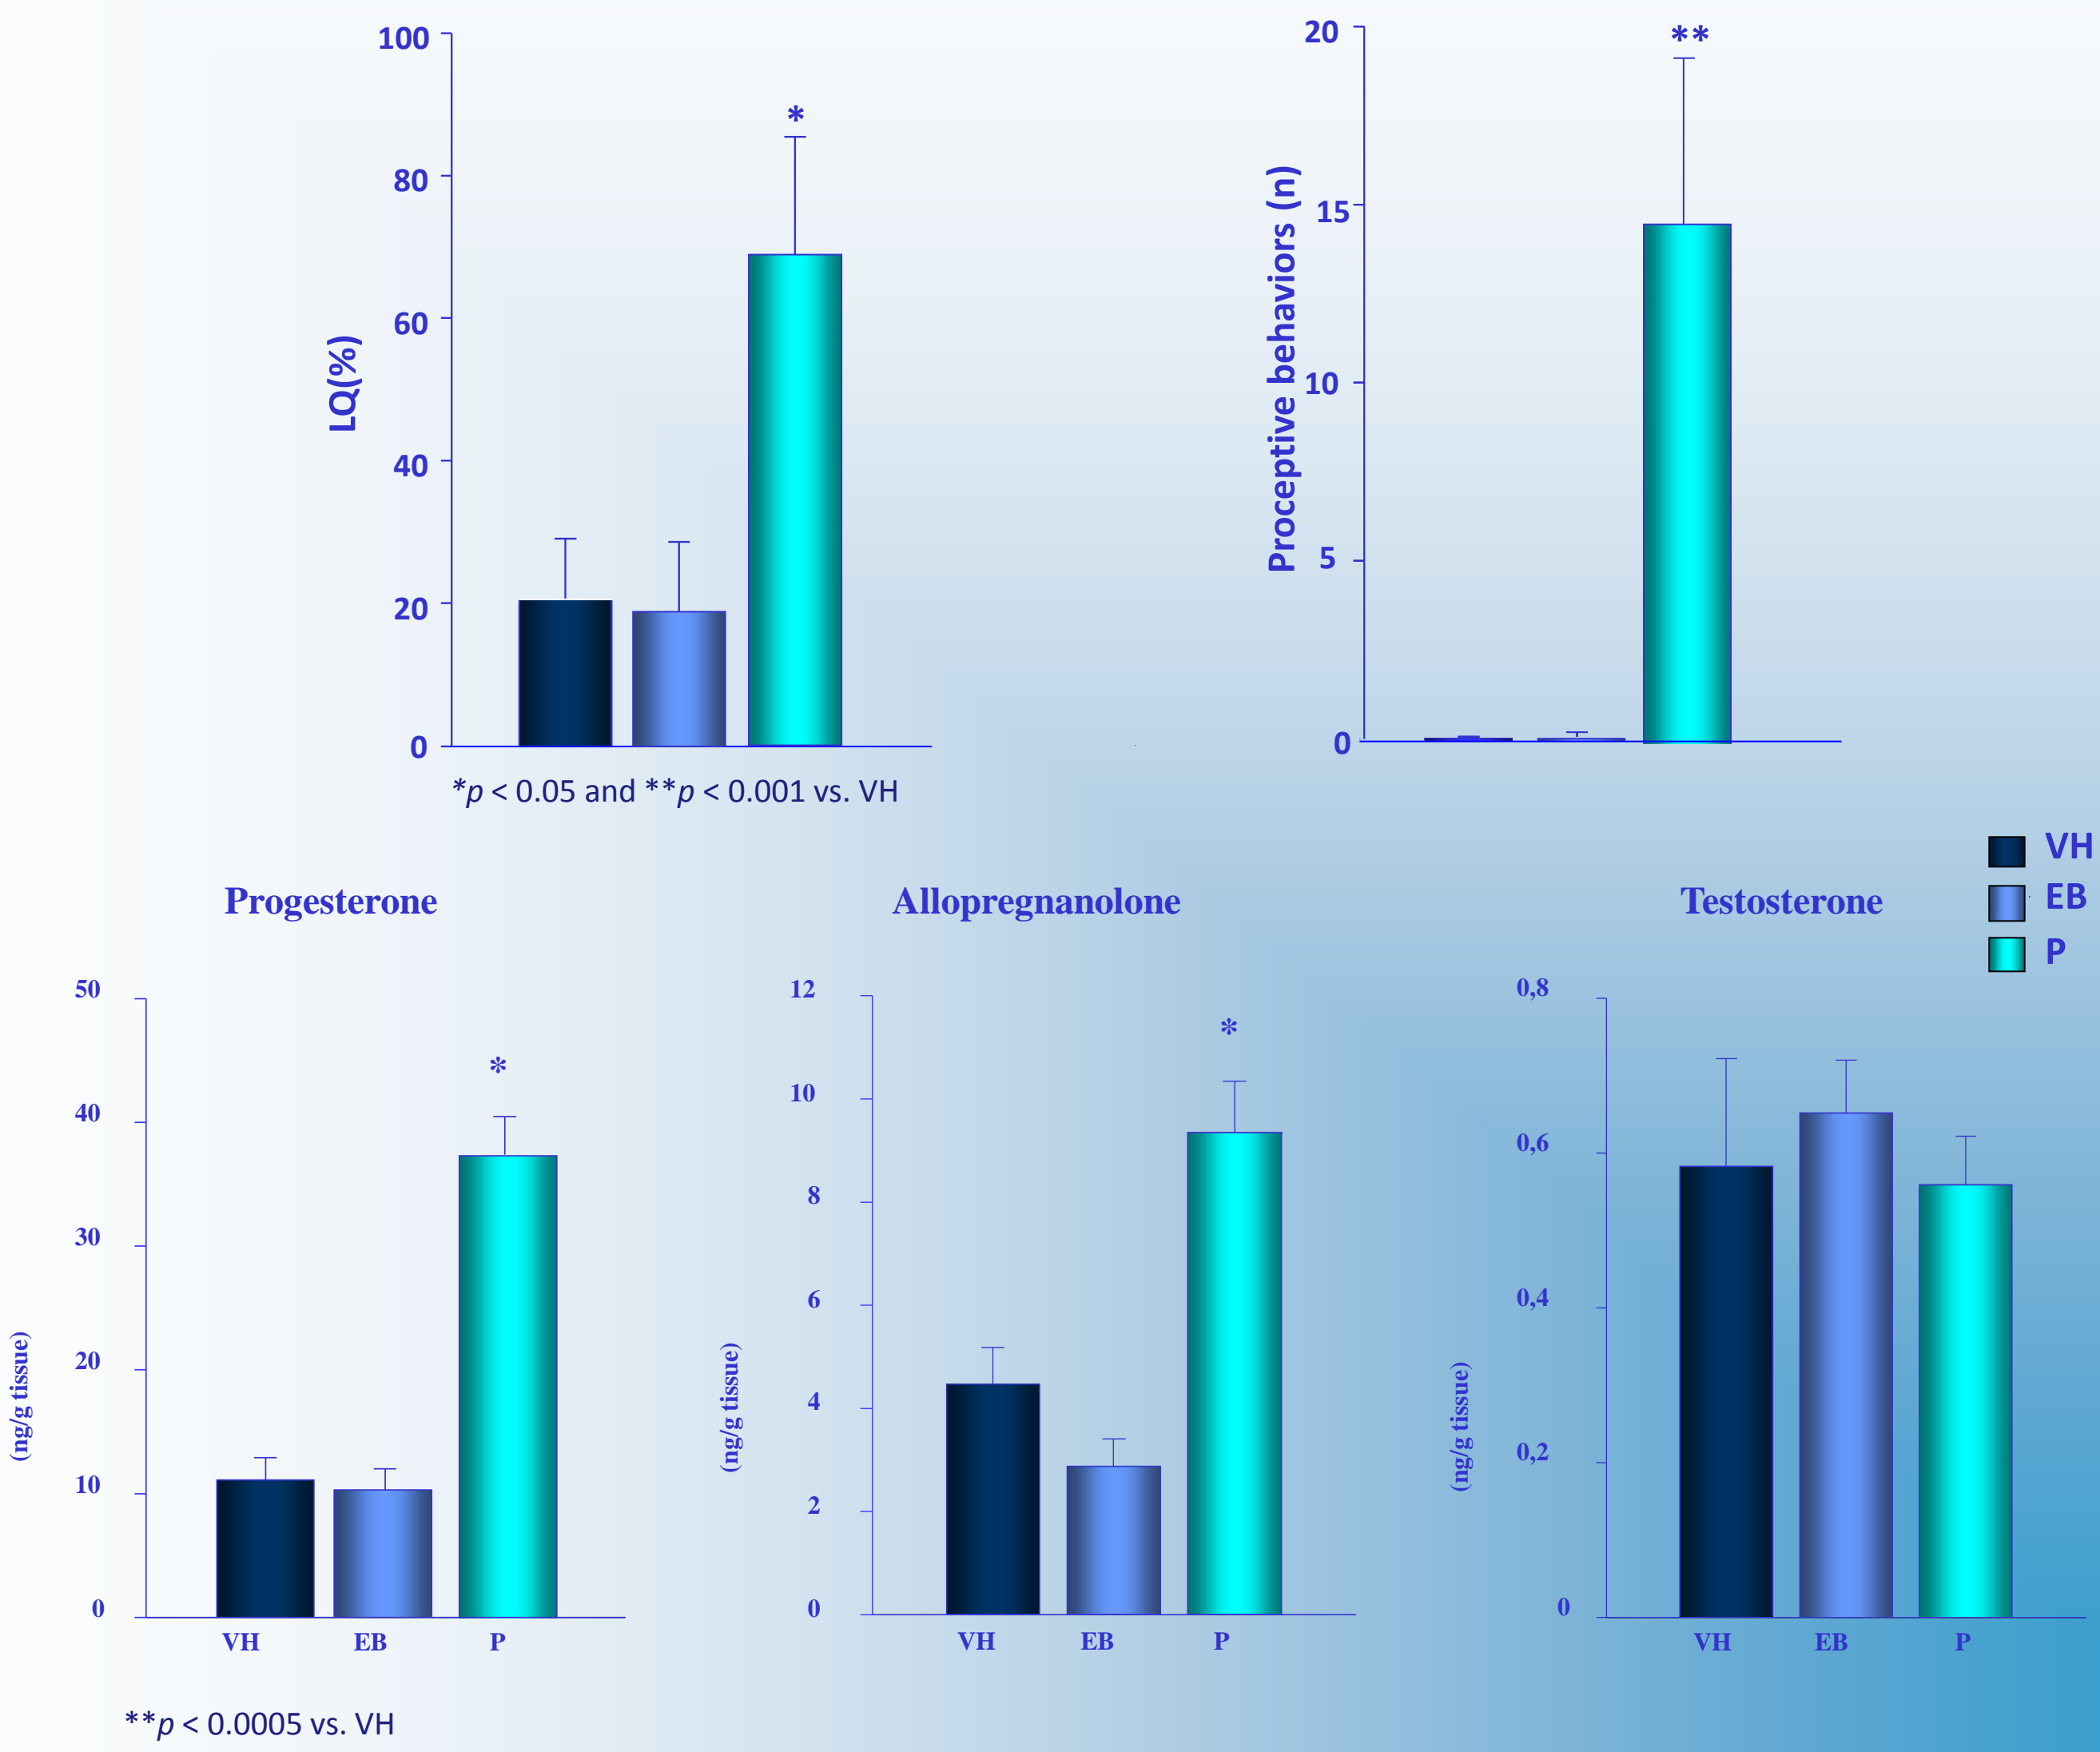 100
80
60
40
20
0
LQ(%)
*
*p < 0.05 and **p < 0.001 vs. VH
20
15
10
5
0
Proceptive behaviors (n)
**
VH
EB
P
Progesterone
50
40
30
20
10
0
(ng/g tissue)
*
VH EB P
Allopregnanolone
12
10
8
6
4
2
0
(ng/g tissue)
*
VH EB P
Testosterone
0,8
0,6
0,4
0,2
0
(ng/g tissue)
VH EB P
**p < 0.0005 vs. VH